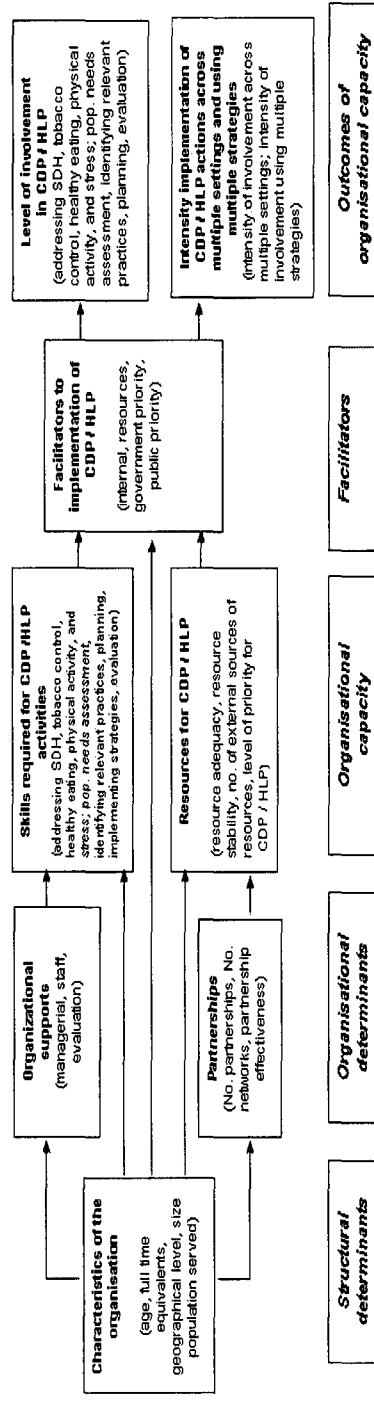 Characteristics of the
organisation
(age, full time
equivalents,
geographical level, size
population served)
Organizational
supports
(managerial, staff,
evaluation)
Partnerships
(No. partnerships, No.
networks, partnership
effectiveness)
Skills required for CDP /HLP
activities
(addressing SDH, tobacco control,
healthy eating, physical activity, and
stress; pop. needs assessment,
identifying relevant practices, planning,
implementing strategies, evaluation)
Resources for CDP / HLP
(resource adequacy, resource
stability, no. of external sources of
resources, level of priority for
CDP / HLP)
Facilitators to
implementation of
CDP / HLP
(internal, resources,
government priority,
public priority)
Level of involvement
in CDP / HLP
(addressing SDH, tobacco
control, healthy eating, physical
activity, and stress; pop. needs
assessment, identifying relevant
practices, planning, evaluation)
Intensity implementation of
CDP / HLP actions across
multiple settings and using
multiple strategies
(intensity of involvement across
multiple settings; intensity of
involvement using multiple
strategies)
Structural
determinants
Organisational
determinants
Organisational
capacity
Facilitators
Outcomes of
organisational capacity